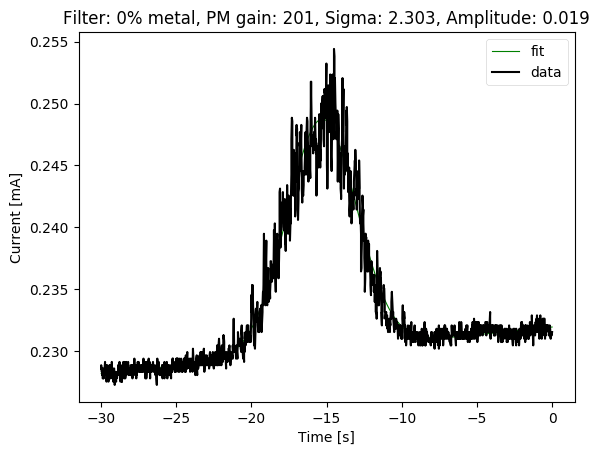 Filter: 0% metal, PM gain: 201, Sigma: 2.303, Amplitude: 0.019
fit
data
0.255
0.250
0.245
0.240
0.235
0.230
Current [mA]
−30
−25
−20
−15
−10
−5
0
Time [s]